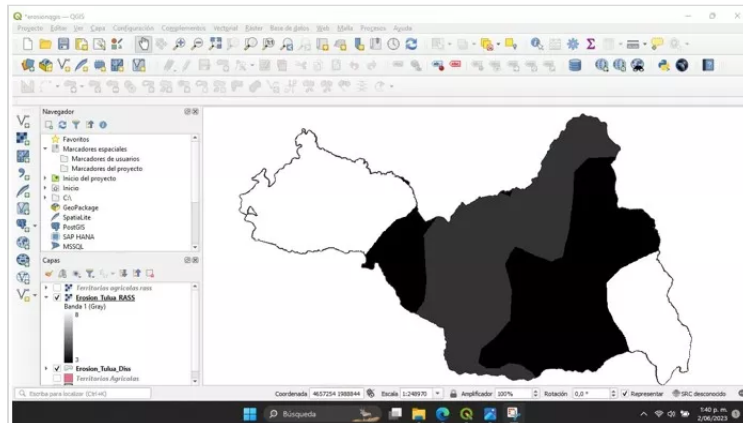 *erosionqgis — QGIS
Proyecto Editar Ver Capa Configuración Complementos Vectorial Ráster Base de datos Web Malla Procesos Ayuda
Navegador
Favoritos
Marcadores espaciales
Marcadores de usuarios
Marcadores del proyecto
Inicio del proyecto
Inicio
C:\
GeoPackage
SpatiaLite
PostGIS
SAP HANA
MSSQL
Capas
Territorios agricolas rass
Erosion_Tulua_RASS
Banda 1 (Gray)
8
3
Erosion_Tulua_Diss
Territorios Agricolas
Escriba para localizar (Ctrl+K)
Coordenada 4657254 1988844 Escala 1:248970 Amplificador 100% Rotación 0,0 ° Representar SRC desconocido
Búsqueda
1:40 p. m.
2/06/2023